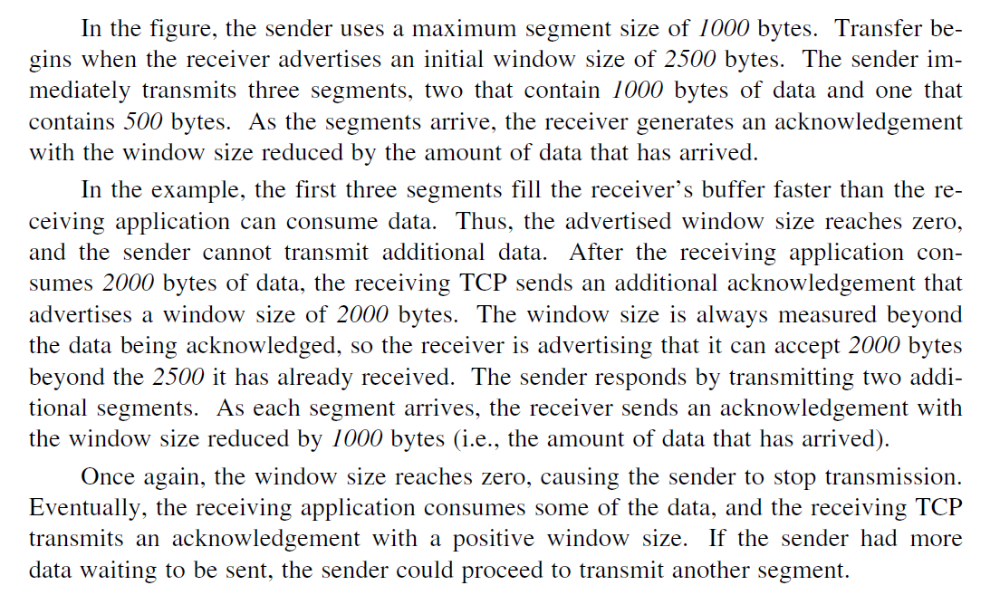 In the figure, the sender uses a maximum segment size of 1000 bytes. Transfer be-
gins when the receiver advertises an initial window size of 2500 bytes. The sender im-
mediately transmits three segments, two that contain 1000 bytes of data and one that
contains 500 bytes. As the segments arrive, the receiver generates an acknowledgement
with the window size reduced by the amount of data that has arrived.
In the example, the first three segments fill the receiver's buffer faster than the re-
ceiving application can consume data. Thus, the advertised window size reaches zero,
and the sender cannot transmit additional data. After the receiving application con-
sumes 2000 bytes of data, the receiving TCP sends an additional acknowledgement that
advertises a window size of 2000 bytes. The window size is always measured beyond
the data being acknowledged, so the receiver is advertising that it can accept 2000 bytes
beyond the 2500 it has already received. The sender responds by transmitting two addi-
tional segments. As each segment arrives, the receiver sends an acknowledgement with
the window size reduced by 1000 bytes (i.e., the amount of data that has arrived).
Once again, the window size reaches zero, causing the sender to stop transmission.
Eventually, the receiving application consumes some of the data, and the receiving TCP
transmits an acknowledgement with a positive window size. If the sender had more
data waiting to be sent, the sender could proceed to transmit another segment.